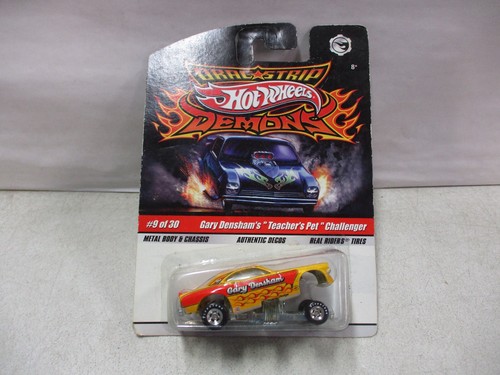 DRAG STRIP
Hot Wheels
DEMONS
8+
#9 of 30
Gary Densham's "Teacher's Pet" Challenger
METAL BODY & CHASSIS AUTHENTIC DECOS REAL RIDERS TIRES
Gary Densham